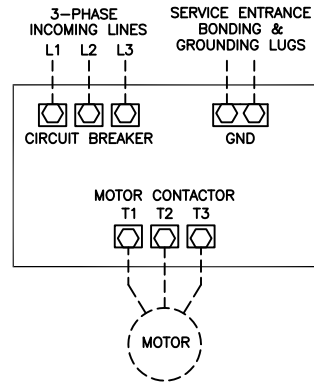 3-PHASE
INCOMING LINES
L1 L2 L3
SERVICE ENTRANCE
BONDING &
GROUNDING LUGS
CIRCUIT BREAKER
GND
MOTOR CONTACTOR
T1 T2 T3
MOTOR